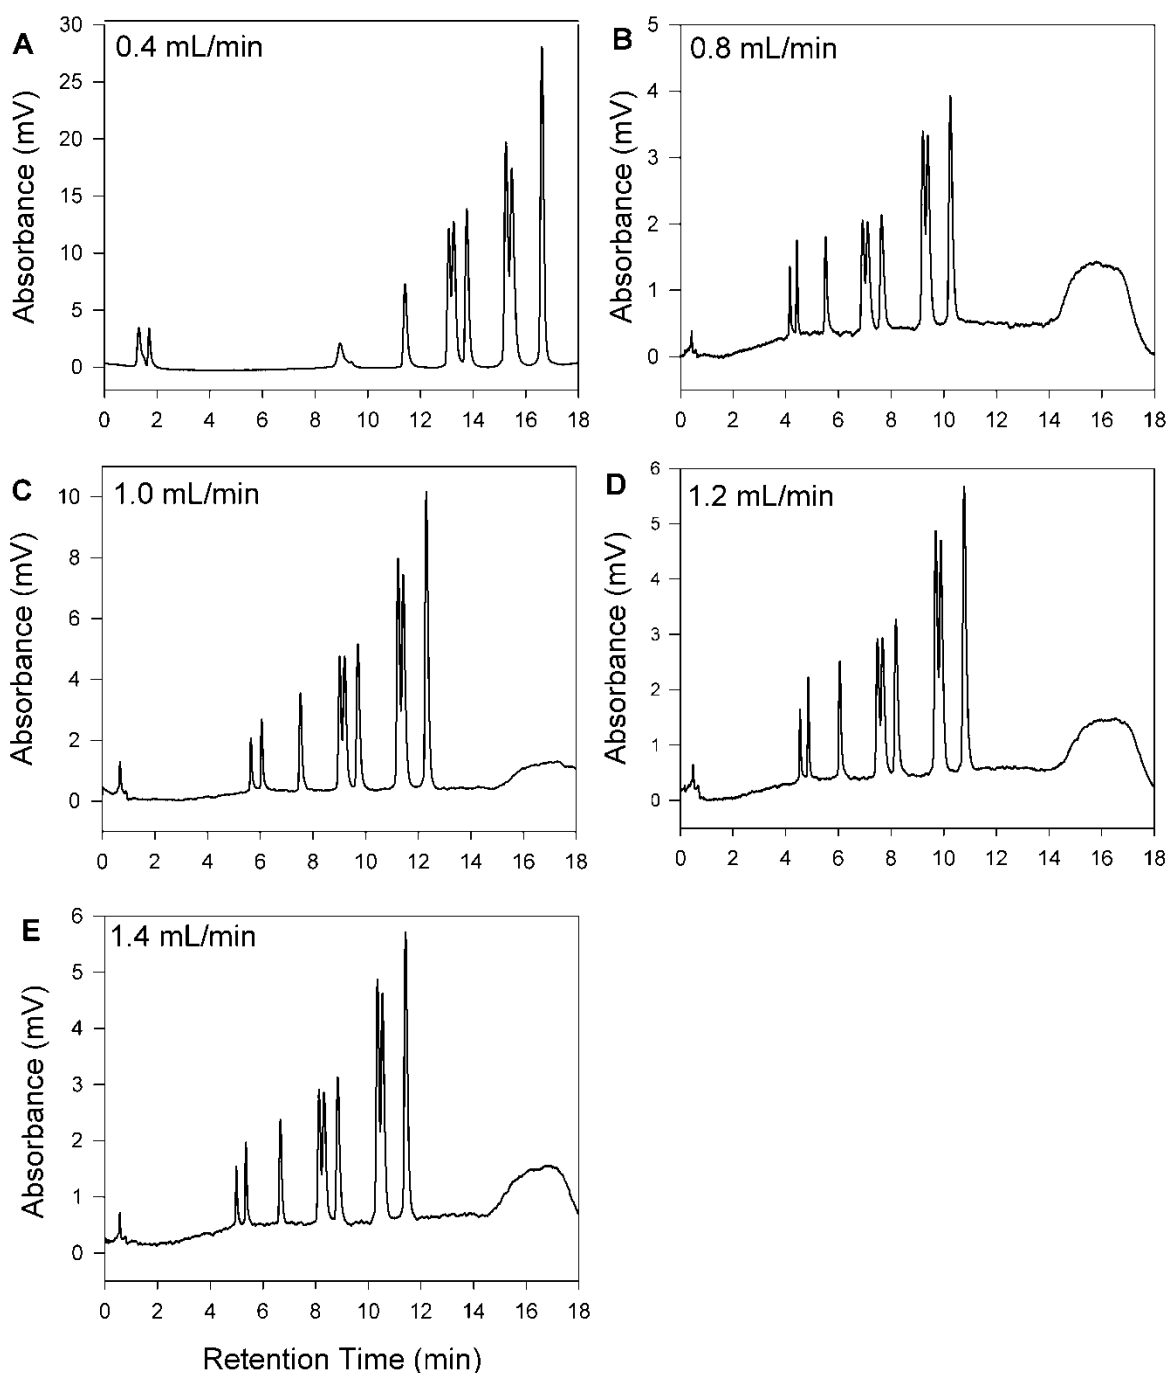 A
0.4 mL/min
Absorbance (mV)
30
25
20
15
10
5
0
0 2 4 6 8 10 12 14 16 18
B
0.8 mL/min
Absorbance (mV)
5
4
3
2
1
0
0 2 4 6 8 10 12 14 16 18
C
1.0 mL/min
Absorbance (mV)
10
8
6
4
2
0
0 2 4 6 8 10 12 14 16 18
D
1.2 mL/min
Absorbance (mV)
6
5
4
3
2
1
0
0 2 4 6 8 10 12 14 16 18
E
1.4 mL/min
Absorbance (mV)
6
5
4
3
2
1
0
0 2 4 6 8 10 12 14 16 18
Retention Time (min)